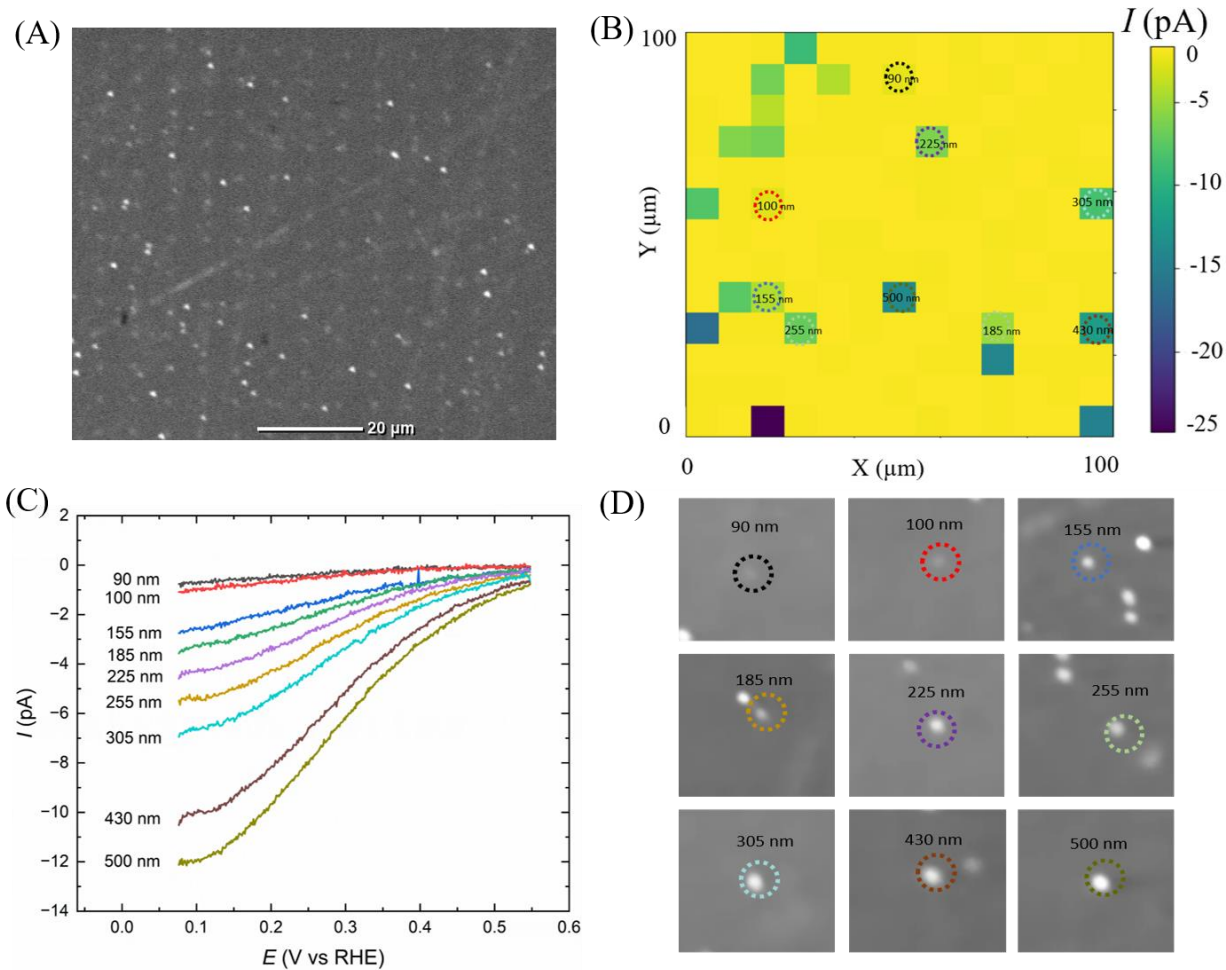 (A)
20 µm
(B)
I (pA)
100
0
Y (µm)
90 nm
225 nm
100 nm
305 nm
155 nm
500 nm
255 nm
185 nm
430 nm
0
100
X (µm)
0
-5
-10
-15
-20
-25
(C)
2
0
−2
−4
−6
−8
−10
−12
−14
I (pA)
90 nm
100 nm
155 nm
185 nm
225 nm
255 nm
305 nm
430 nm
500 nm
0.0 0.1 0.2 0.3 0.4 0.5 0.6
E (V vs RHE)
(D)
90 nm
100 nm
155 nm
185 nm
225 nm
255 nm
305 nm
430 nm
500 nm